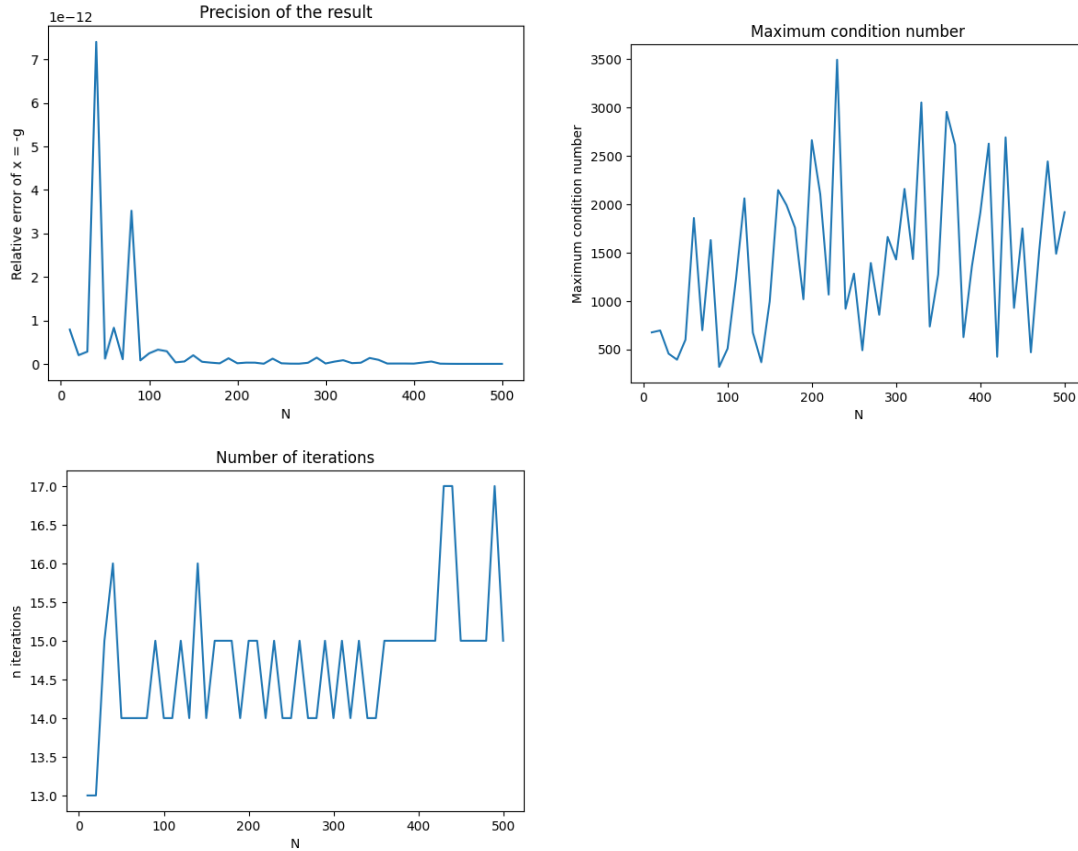 Precision of the result
1e−12
7
6
5
4
3
2
1
0
Relative error of x = -g
0 100 200 300 400 500
N
Maximum condition number
3500
3000
2500
2000
1500
1000
500
Maximum condition number
0 100 200 300 400 500
N
Number of iterations
17.0
16.5
16.0
15.5
15.0
14.5
14.0
13.5
13.0
n iterations
0 100 200 300 400 500
N